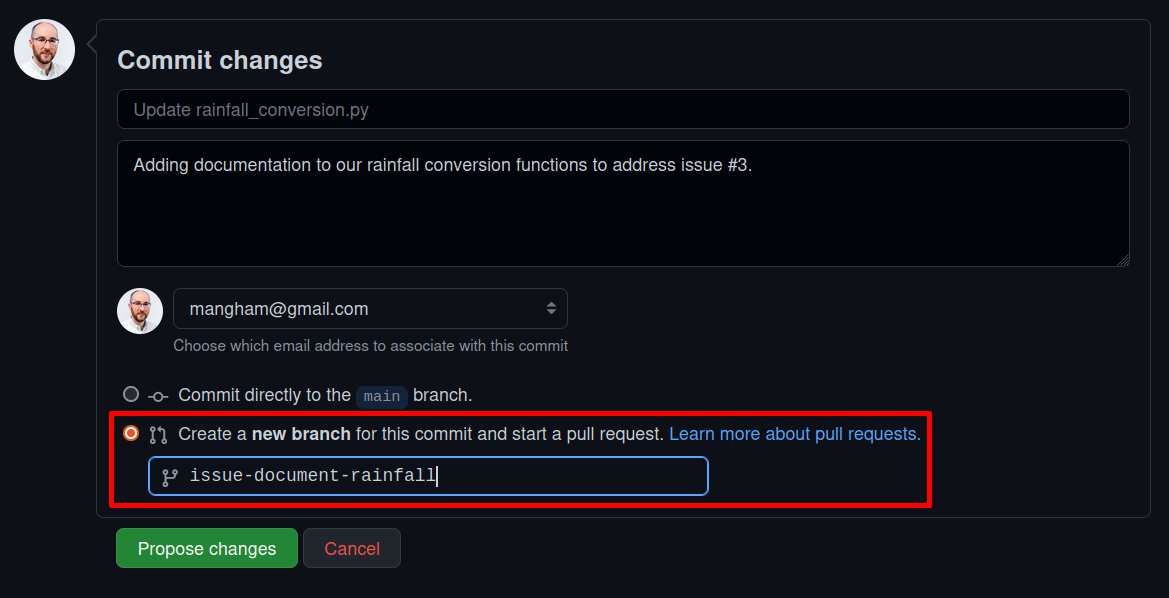 Commit changes
Update rainfall_conversion.py
Adding documentation to our rainfall conversion functions to address issue #3.
mangham@gmail.com
Choose which email address to associate with this commit
Commit directly to the main branch.
Create a new branch for this commit and start a pull request. Learn more about pull requests.
issue-document-rainfall
Propose changes Cancel